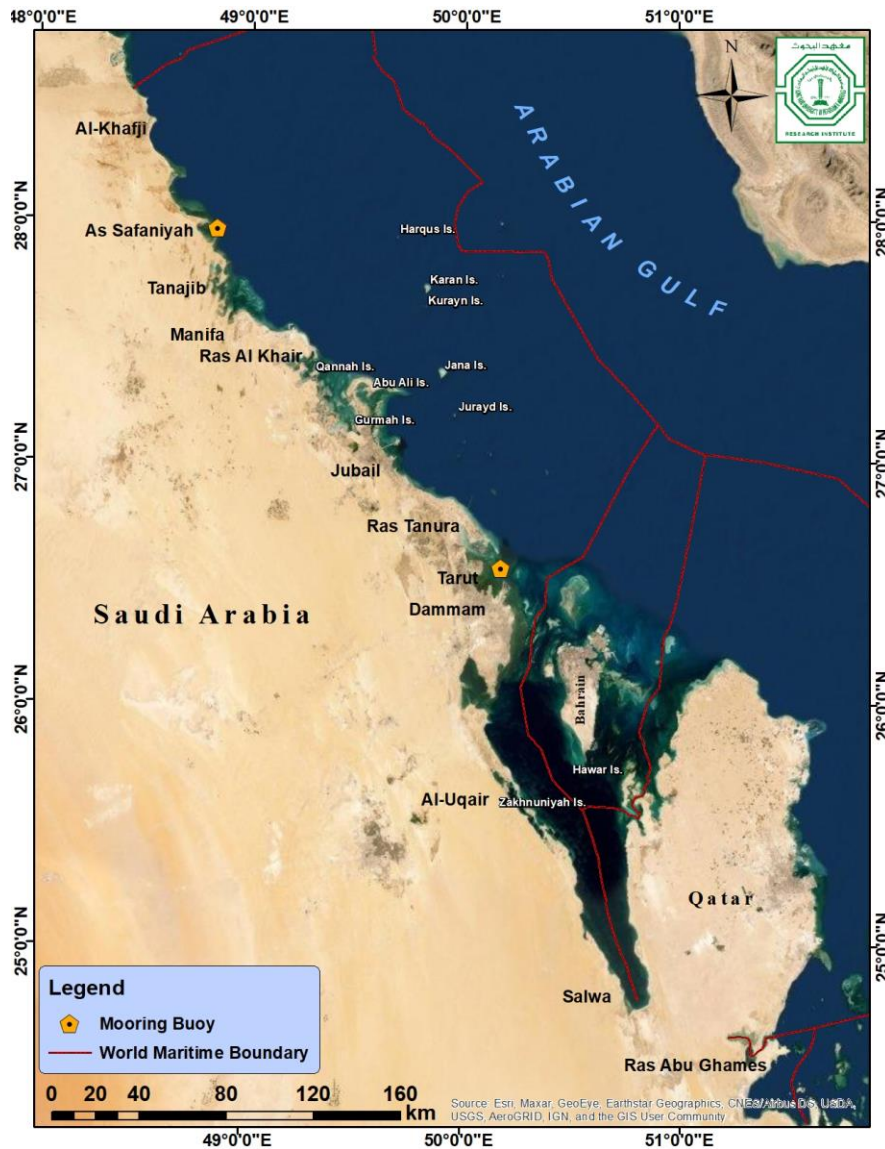 48°0'0"E 49°0'0"E 50°0'0"E 51°0'0"E
N
معهد البحوث
RESEARCH INSTITUTE
ARABIAN GULF
Al-Khafji
28°0'0"N
28°0'0"N
As Safaniyah
Harqus Is.
Karan Is.
Tanajib
Kurayn Is.
Manifa
Ras Al Khair
Qannah Is.
Jana Is.
Abu Ali Is.
Jurayd Is.
Gurmah Is.
27°0'0"N
27°0'0"N
Jubail
Ras Tanura
Tarut
Saudi Arabia
Dammam
26°0'0"N
26°0'0"N
Bahrain
Hawar Is.
Al-Uqair
Zakhnuniyah Is.
Qatar
25°0'0"N
25°0'0"N
Salwa
Ras Abu Ghames
Legend
Mooring Buoy
World Maritime Boundary
0 20 40 80 120 160
km
Source: Esri, Maxar, GeoEye, Earthstar Geographics, CNES/Airbus DS, USDA,
USGS, AeroGRID, IGN, and the GIS User Community
49°0'0"E 50°0'0"E 51°0'0"E